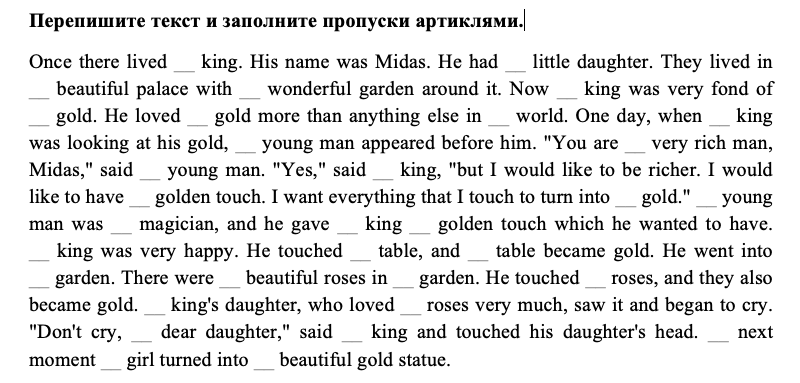 Перепишите текст и заполните пропуски артиклями.
Once there lived __ king. His name was Midas. He had __ little daughter. They lived in
__ beautiful palace with __ wonderful garden around it. Now __ king was very fond of
__ gold. He loved __ gold more than anything else in __ world. One day, when __ king
was looking at his gold, __ young man appeared before him. "You are __ very rich man,
Midas," said __ young man. "Yes," said __ king, "but I would like to be richer. I would
like to have __ golden touch. I want everything that I touch to turn into __ gold." __ young
man was __ magician, and he gave __ king __ golden touch which he wanted to have.
__ king was very happy. He touched __ table, and __ table became gold. He went into
__ garden. There were __ beautiful roses in __ garden. He touched __ roses, and they also
became gold. __ king's daughter, who loved __ roses very much, saw it and began to cry.
"Don't cry, __ dear daughter," said __ king and touched his daughter's head. __ next
moment __ girl turned into __ beautiful gold statue.